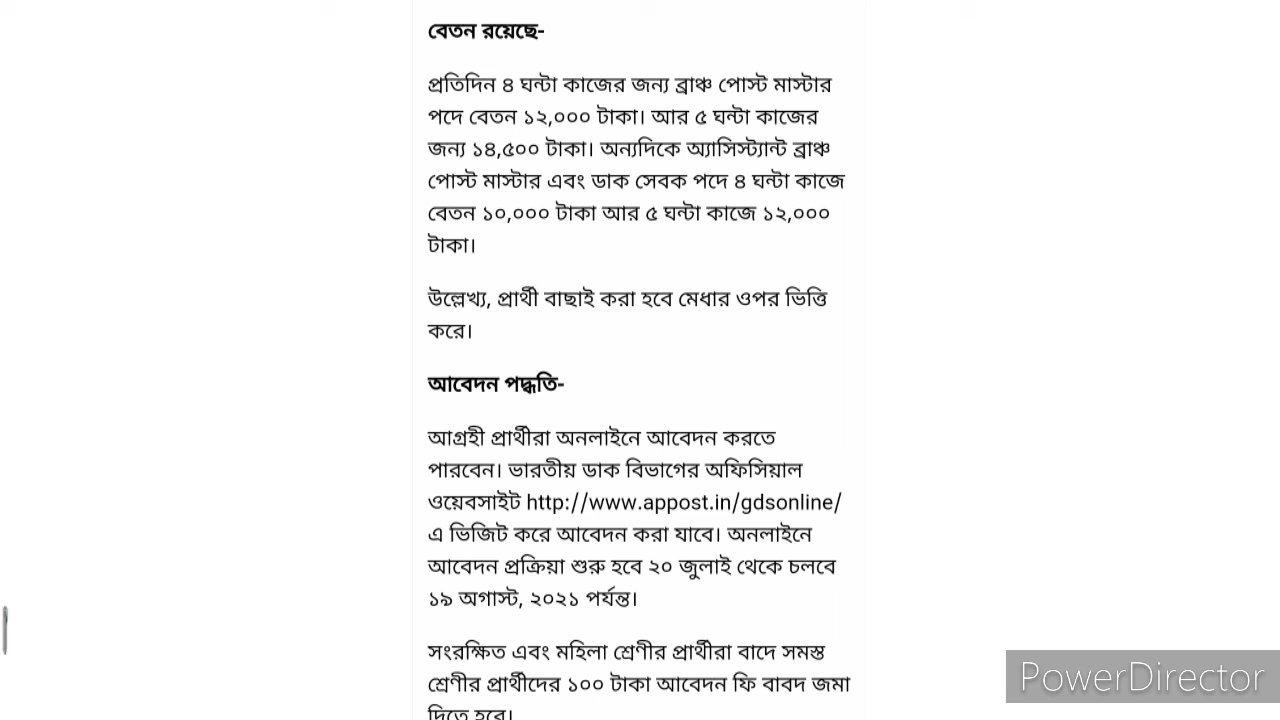 বেতন রয়েছে-
প্রতিদিন ৪ ঘন্টা কাজের জন্য ব্রাঞ্চ পোস্ট মাস্টার
পদে বেতন ১২,০০০ টাকা। আর ৫ ঘন্টা কাজের
জন্য ১৪,৫০০ টাকা। অন্যদিকে অ্যাসিস্ট্যান্ট ব্রাঞ্চ
পোস্ট মাস্টার এবং ডাক সেবক পদে ৪ ঘন্টা কাজে
বেতন ১০,০০০ টাকা আর ৫ ঘন্টা কাজে ১২,০০০
টাকা।
উল্লেখ্য, প্রার্থী বাছাই করা হবে মেধার ওপর ভিত্তি
করে।
আবেদন পদ্ধতি-
আগ্রহী প্রার্থীরা অনলাইনে আবেদন করতে
পারবেন। ভারতীয় ডাক বিভাগের অফিসিয়াল
ওয়েবসাইট http://www.appost.in/gdsonline/
এ ভিজিট করে আবেদন করা যাবে। অনলাইনে
আবেদন প্রক্রিয়া শুরু হবে ২০ জুলাই থেকে চলবে
১৯ অগাস্ট, ২০২১ পর্যন্ত।
সংরক্ষিত এবং মহিলা শ্রেণীর প্রার্থীরা বাদে সমস্ত
শ্রেণীর প্রার্থীদের ১০০ টাকা আবেদন ফি বাবদ জমা
দিতে হবে।
PowerDirector